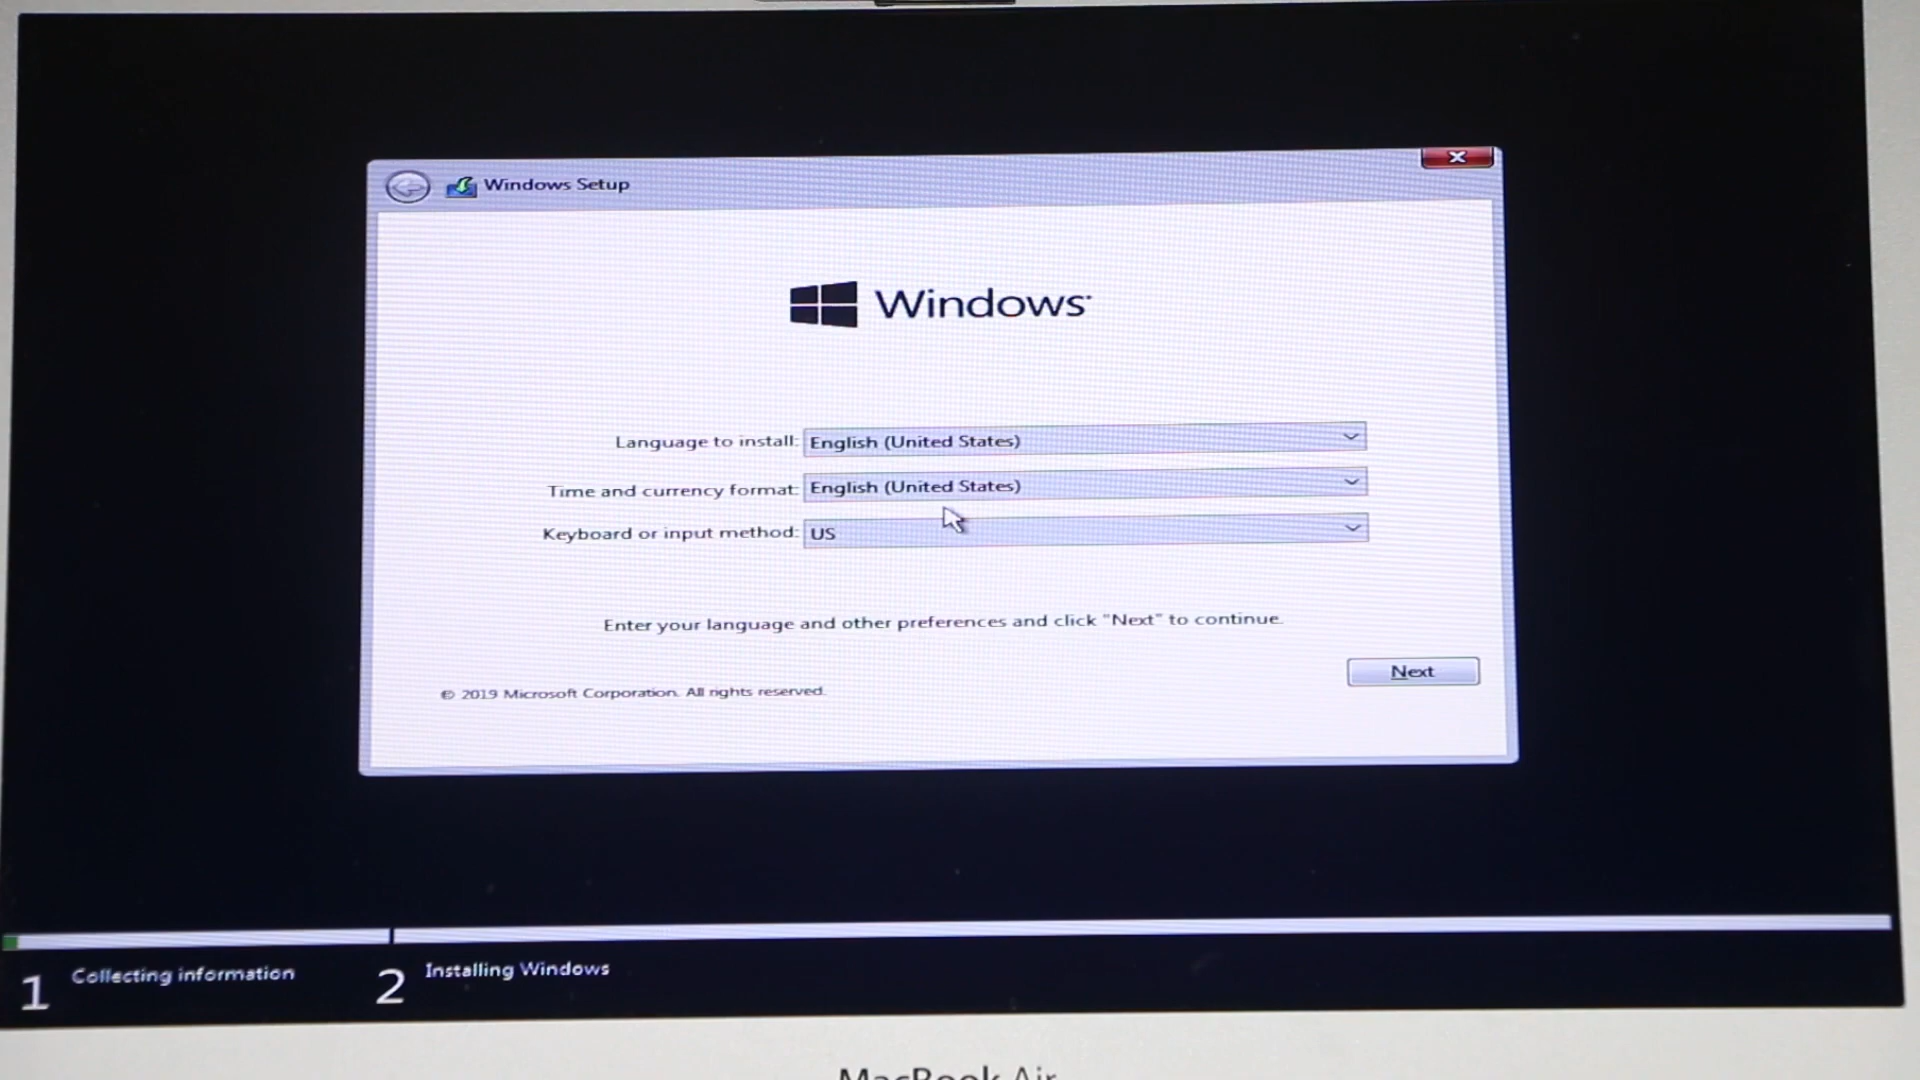 Windows Setup
Windows
Language to install: English (United States)
Time and currency format: English (United States)
Keyboard or input method: US
Enter your language and other preferences and click "Next" to continue.
Next
© 2019 Microsoft Corporation. All rights reserved.
1 Collecting information
2 Installing Windows
MacBook Air